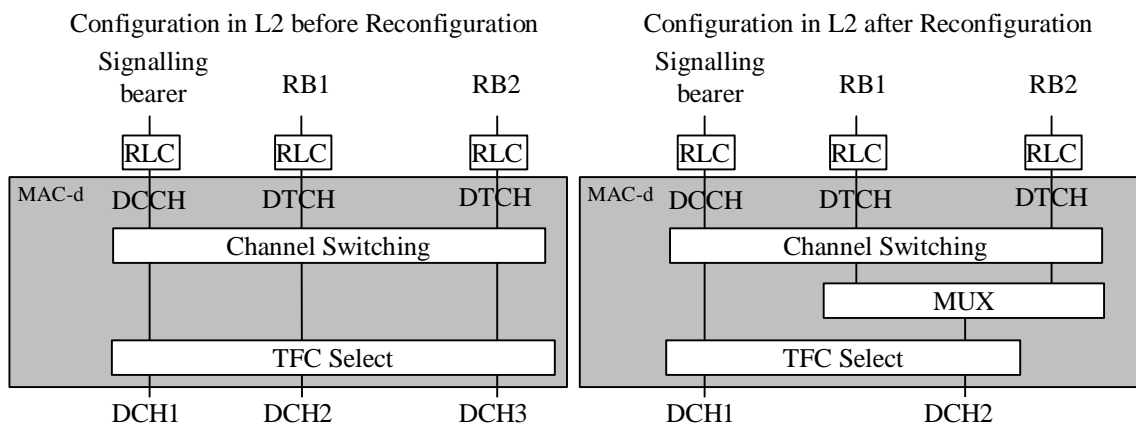 Configuration in L2 before Reconfiguration
Signalling
bearer
RB1
RB2
RLC
RLC
RLC
MAC-d
DCCH
DTCH
DTCH
Channel Switching
TFC Select
DCH1
DCH2
DCH3
Configuration in L2 after Reconfiguration
Signalling
bearer
RB1
RB2
RLC
RLC
RLC
MAC-d
DCCH
DTCH
DTCH
Channel Switching
MUX
TFC Select
DCH1
DCH2